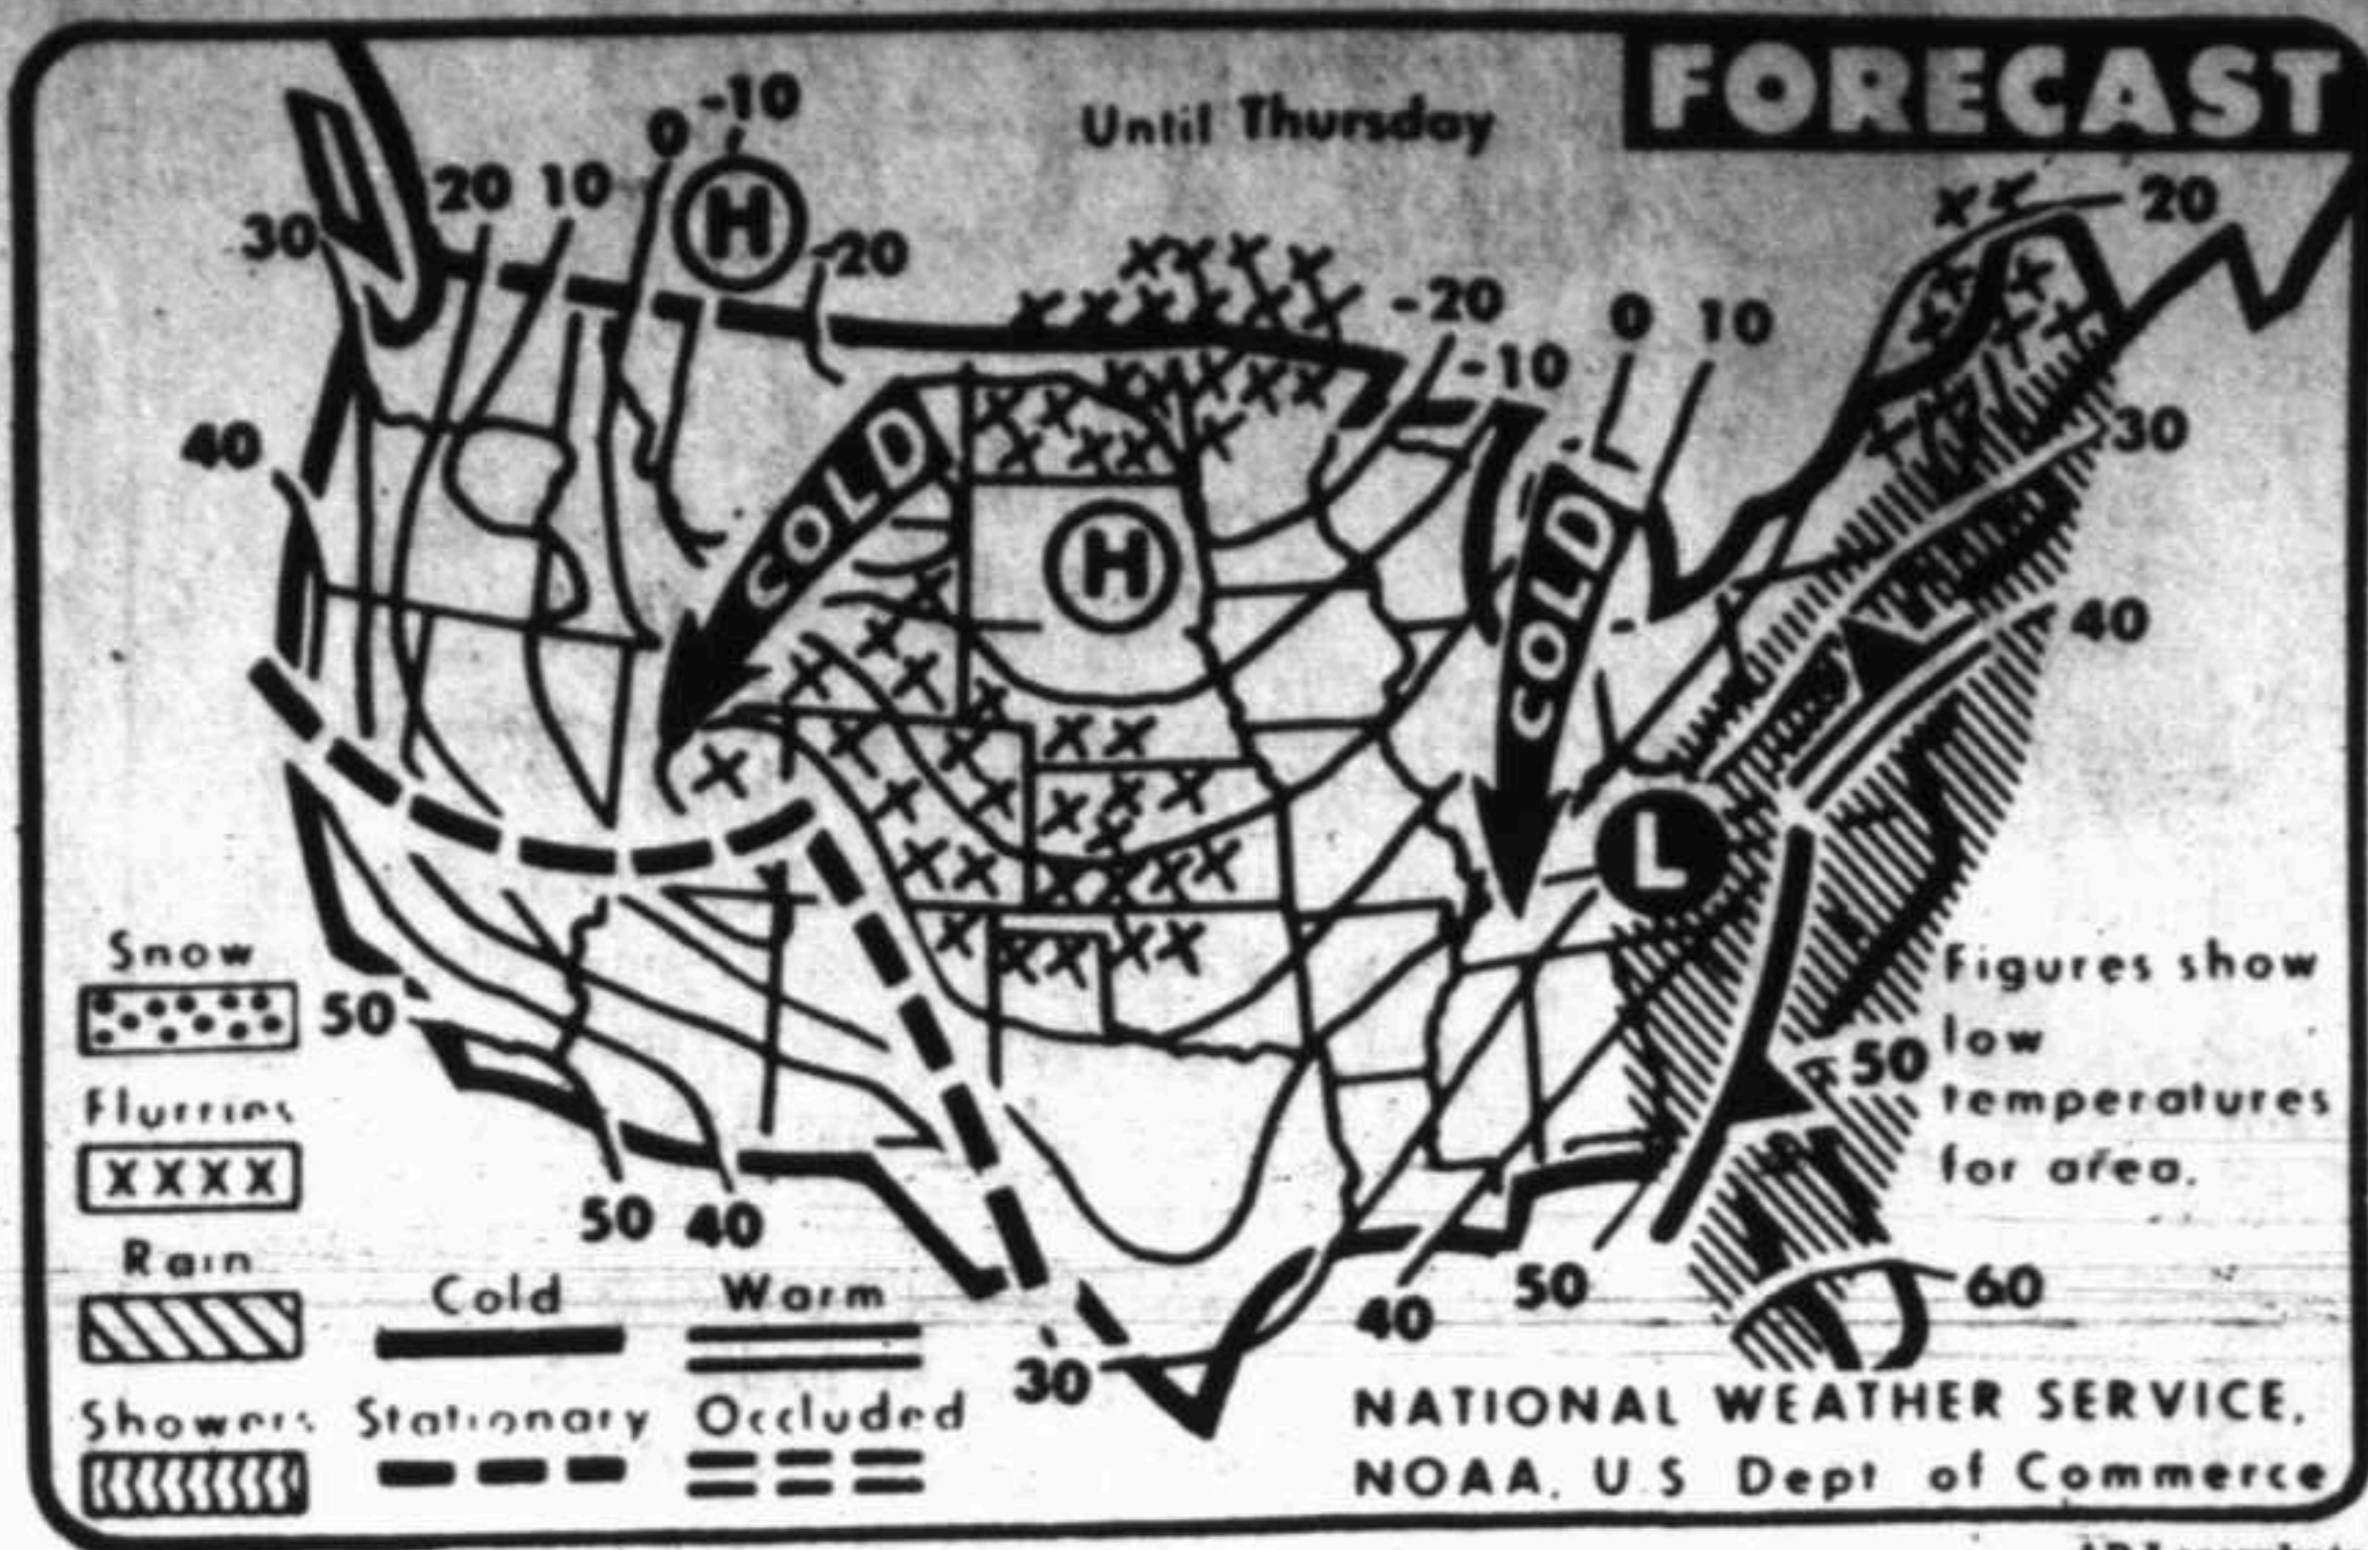 FORECAST
Until Thursday
-10
0
H
20 10
30
-20
20
-20
0 10
-10
40
30
COLD
COLD
H
40
L
Snow
50
Figures show
low
50
temperatures
for area.
Flurries
XXXX
50 40
Rain
Cold
Warm
40
50
60
30
Showers
Stationary
Occluded
NATIONAL WEATHER SERVICE,
NOAA, U.S Dept of Commerce